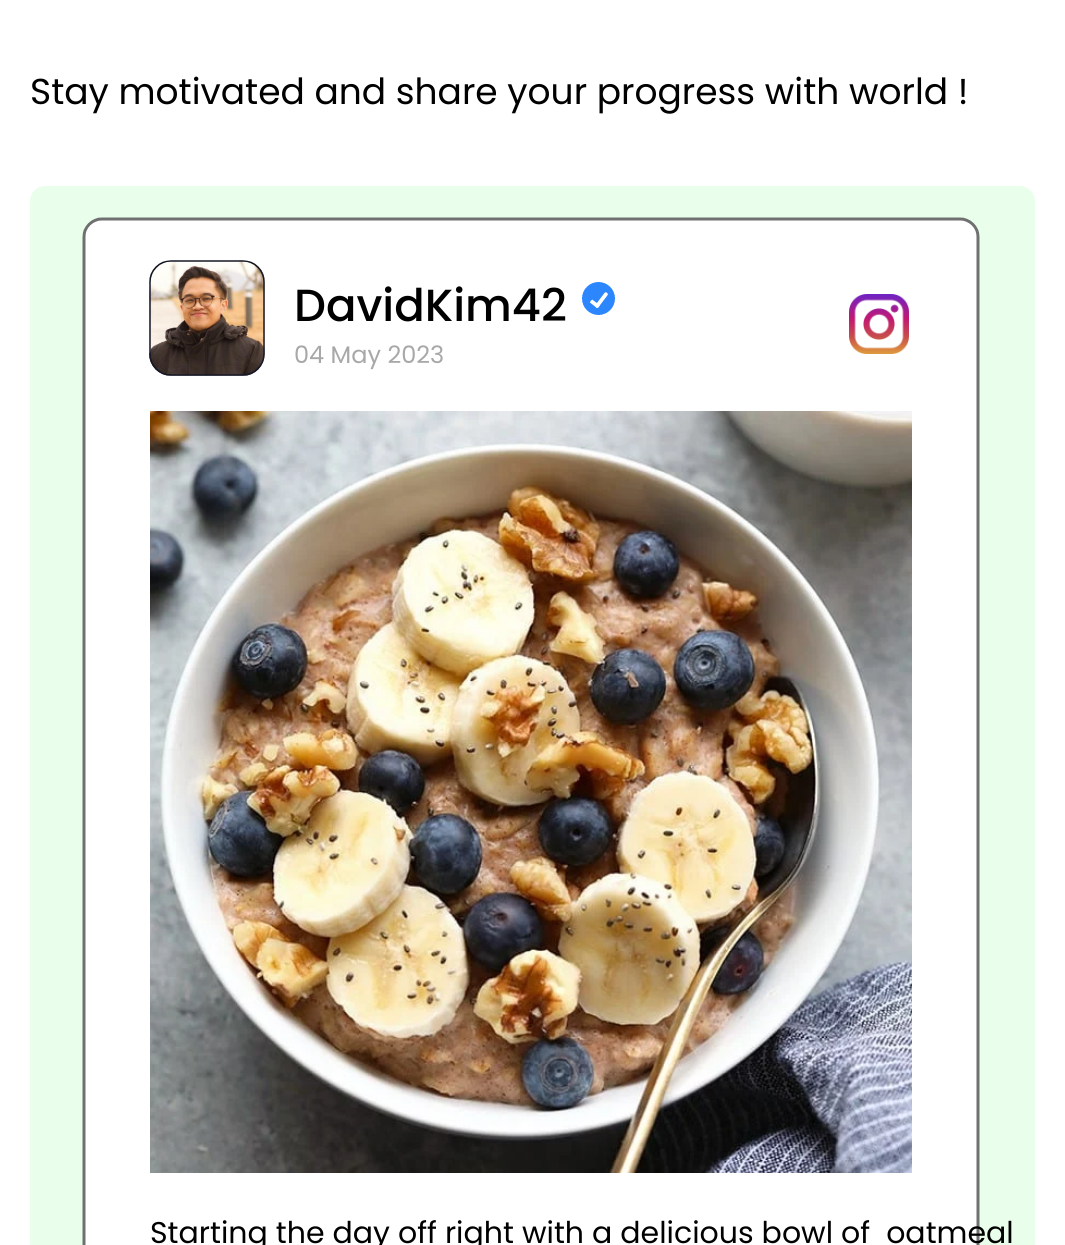 Stay motivated and share your progress with world !
DavidKim42
04 May 2023
Starting the day off right with a delicious bowl of  oatmeal